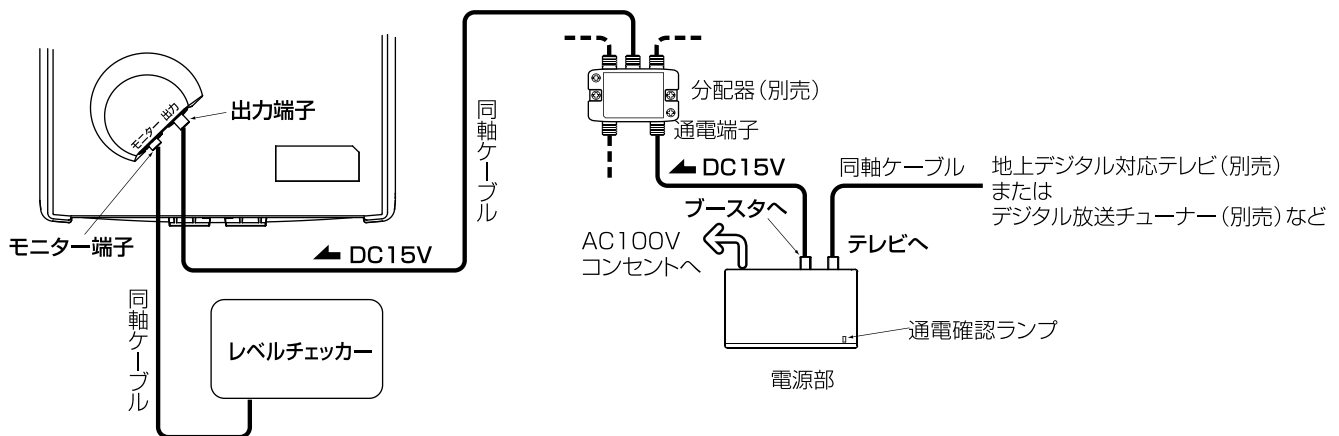 分配器(別売)
出力端子
モニター 出力
同軸ケーブル
通電端子
DC15V
同軸ケーブル
地上デジタル対応テレビ(別売)
または
デジタル放送チューナー(別売)など
ブースタへ
テレビへ
モニター端子
DC15V
AC100V
コンセントへ
同軸ケーブル
レベルチェッカー
通電確認ランプ
電源部